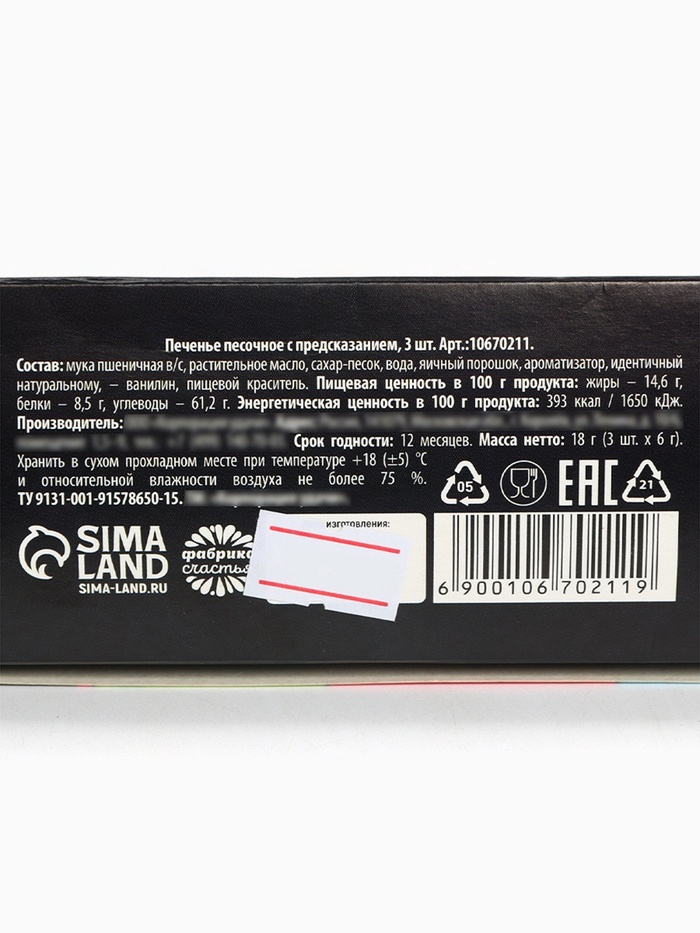 Печенье песочное с предсказанием, 3 шт. Арт.:10670211.
Состав: мука пшеничная в/с, растительное масло, сахар-песок, вода, яичный порошок, ароматизатор, идентичный
натуральному, – ванилин, пищевой краситель. Пищевая ценность в 100 г продукта: жиры – 14,6 г,
белки – 8,5 г, углеводы – 61,2 г. Энергетическая ценность в 100 г продукта: 393 ккал / 1650 кДж.
Производитель:
Срок годности: 12 месяцев. Масса нетто: 18 г (3 шт. х 6 г).
Хранить в сухом прохладном месте при температуре +18 (±5) °С
и относительной влажности воздуха не более 75 %.
ТУ 9131-001-91578650-15.
05
EAC
21
SIMA
LAND
SIMA-LAND.RU
фабрика
счастья
изготовления:
6 900106 702119